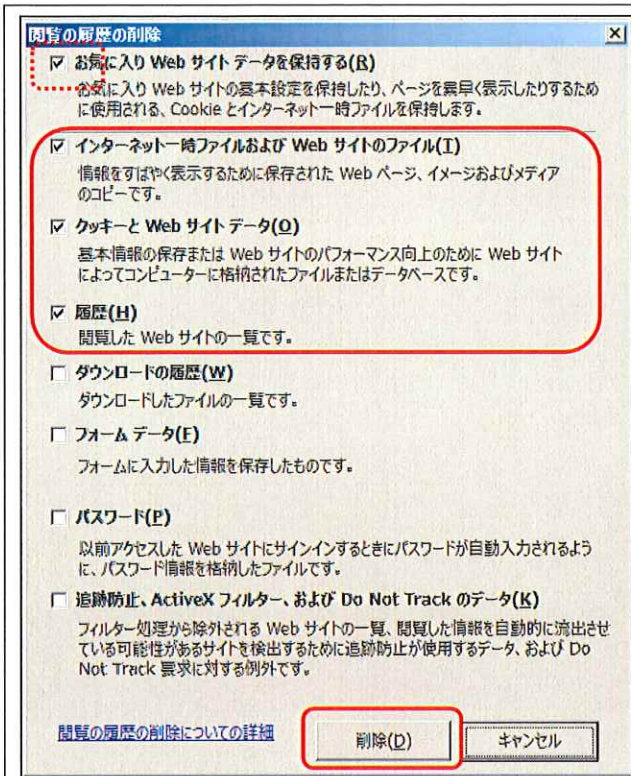 閲覧の履歴の削除
お気に入り Web サイト データを保持する(R)
お気に入り Web サイトの基本設定を保持したり、ページを素早く表示したりするため
に使用される、Cookie とインターネット一時ファイルを保持します。
インターネット一時ファイルおよび Web サイトのファイル(T)
情報をすばやく表示するために保存された Web ページ、イメージおよびメディア
のコピーです。
クッキーと Web サイト データ(O)
基本情報の保存または Web サイトのパフォーマンス向上のために Web サイト
によってコンピューターに格納されたファイルまたはデータベースです。
履歴(H)
閲覧した Web サイトの一覧です。
ダウンロードの履歴(W)
ダウンロードしたファイルの一覧です。
フォーム データ(F)
フォームに入力した情報を保存したものです。
パスワード(P)
以前アクセスした Web サイトにサインインするときにパスワードが自動入力されるよう
に、パスワード情報を格納したファイルです。
追跡防止、ActiveX フィルター、および Do Not Track のデータ(K)
フィルター処理から除外される Web サイトの一覧、閲覧した情報を自動的に流出させ
ている可能性があるサイトを検出するために追跡防止が使用するデータ、および Do
Not Track 要求に対する例外です。
閲覧の履歴の削除についての詳細
削除(D)
キャンセル